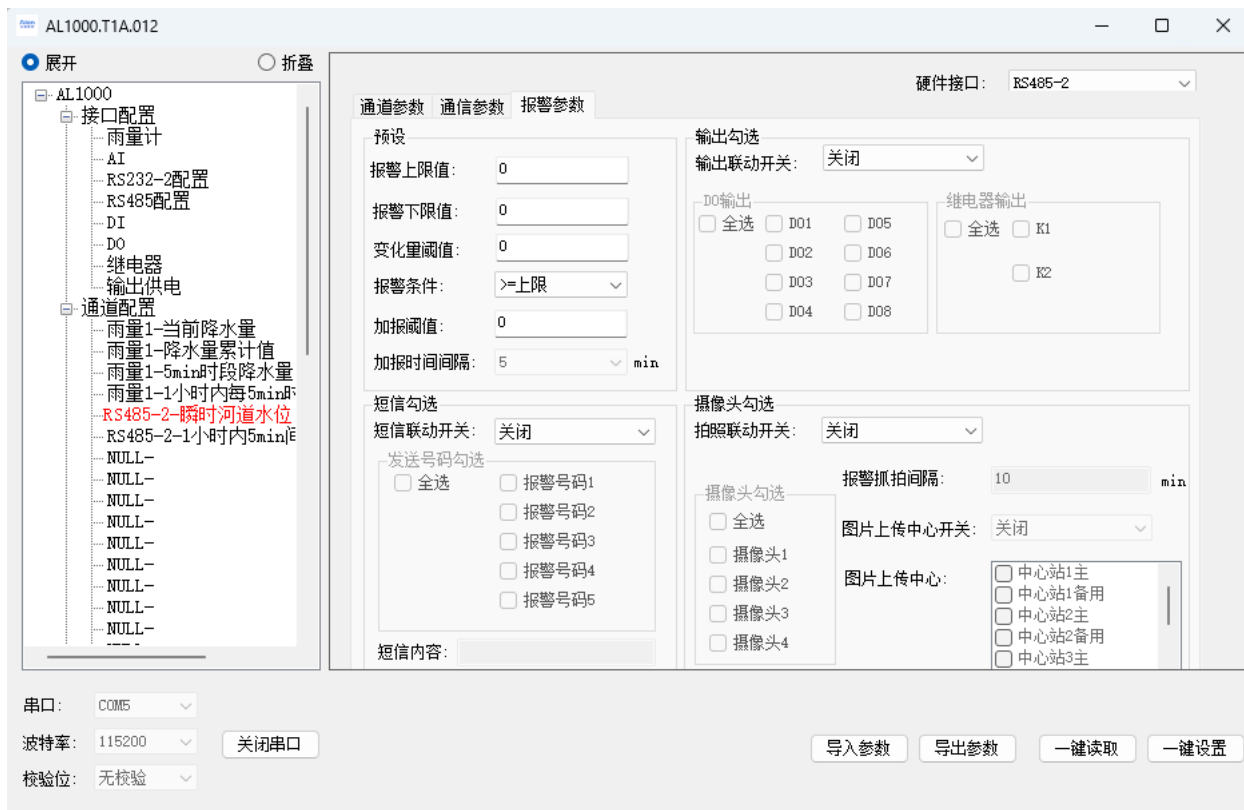 AL1000.T1A.012
展开 折叠
AL1000
接口配置
雨量计
AI
RS232-2配置
RS485配置
DI
DO
继电器
输出供电
通道配置
雨量1-当前降水量
雨量1-降水量累计值
雨量1-5min时段降水量
雨量1-1小时内每5min时
RS485-2-瞬时河道水位
RS485-2-1小时内5min间
NULL-
NULL-
NULL-
NULL-
NULL-
NULL-
NULL-
NULL-
NULL-
硬件接口: RS485-2
通道参数 通信参数 报警参数
预设
报警上限值: 0
报警下限值: 0
变化量阈值: 0
报警条件: >=上限
加报阈值: 0
加报时间间隔: 5 min
输出勾选
输出联动开关: 关闭
DO输出
全选 DO1 DO5
DO2 DO6
DO3 DO7
DO4 DO8
继电器输出
全选 K1
K2
短信勾选
短信联动开关: 关闭
发送号码勾选
全选 报警号码1
报警号码2
报警号码3
报警号码4
报警号码5
短信内容:
摄像头勾选
拍照联动开关: 关闭
摄像头勾选
全选
摄像头1
摄像头2
摄像头3
摄像头4
报警抓拍间隔: 10 min
图片上传中心开关: 关闭
图片上传中心:
中心站1主
中心站1备用
中心站2主
中心站2备用
中心站3主
串口: COM5
波特率: 115200 关闭串口
校验位: 无校验
导入参数 导出参数 一键读取 一键设置